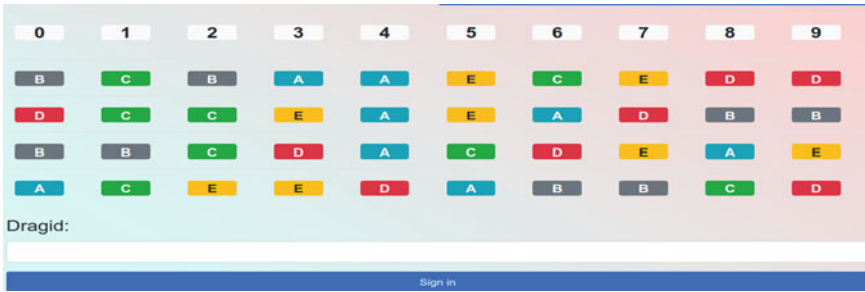 0 1 2 3 4 5 6 7 8 9
B C B A A E C E D D
D C C E A E A D B B
B B C D A C D E A E
A C E E D A B B C D
Dragid:
Sign in